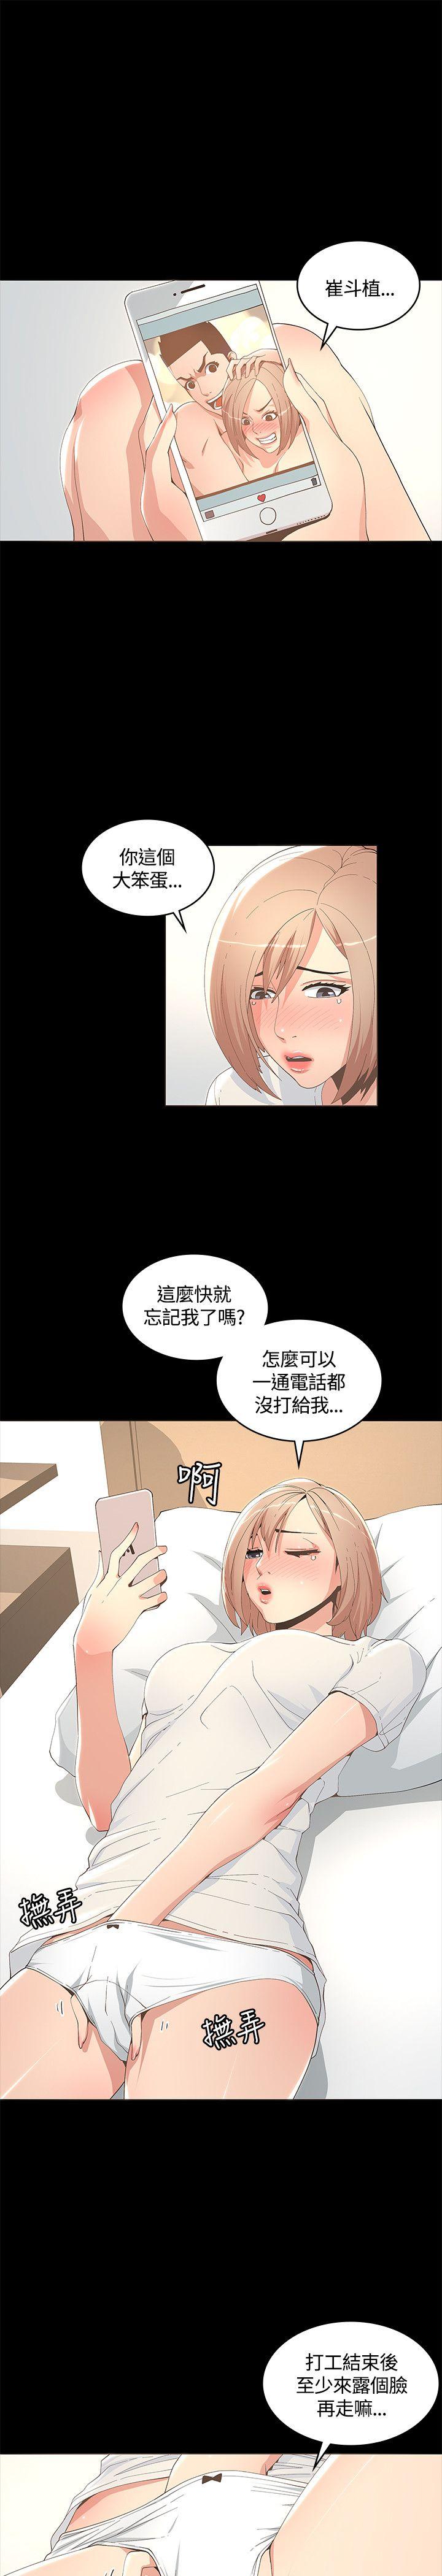 崔斗植...
你這個
大笨蛋...
這麼快就
忘記我了嗎?
怎麼可以
一通電話都
沒打給我...
啊
撫弄
撫弄
打工結束後
至少來露個臉
再走嘛...